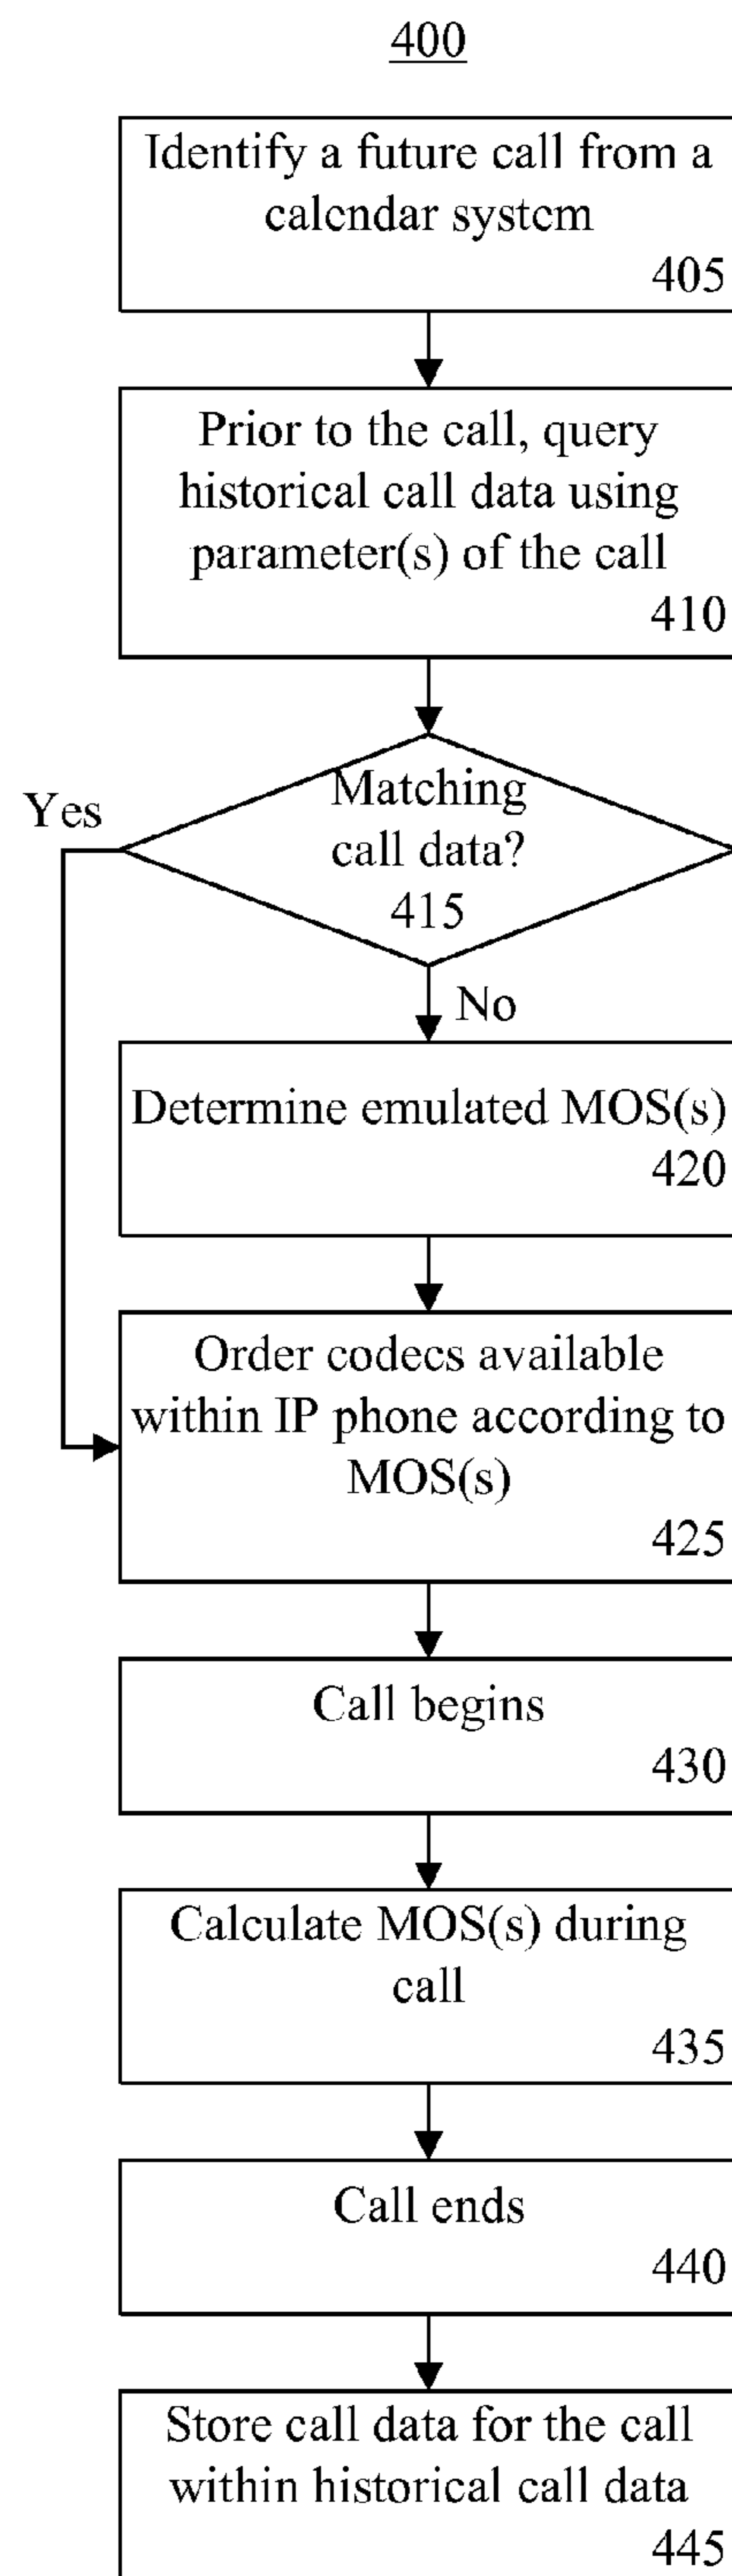 400
Identify a future call from a
calendar system
405
Prior to the call, query
historical call data using
parameter(s) of the call
410
Matching
call data?
415
Yes
No
Determine emulated MOS(s)
420
Order codecs available
within IP phone according to
MOS(s)
425
Call begins
430
Calculate MOS(s) during
call
435
Call ends
440
Store call data for the call
within historical call data
445